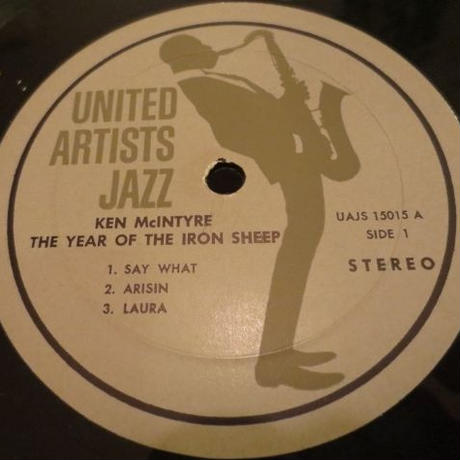 UNITED
ARTISTS
JAZZ
KEN McINTYRE
THE YEAR OF THE IRON SHEEP
UAJS 15015 A
SIDE 1
STEREO
1. SAY WHAT
2. ARISIN
3. LAURA